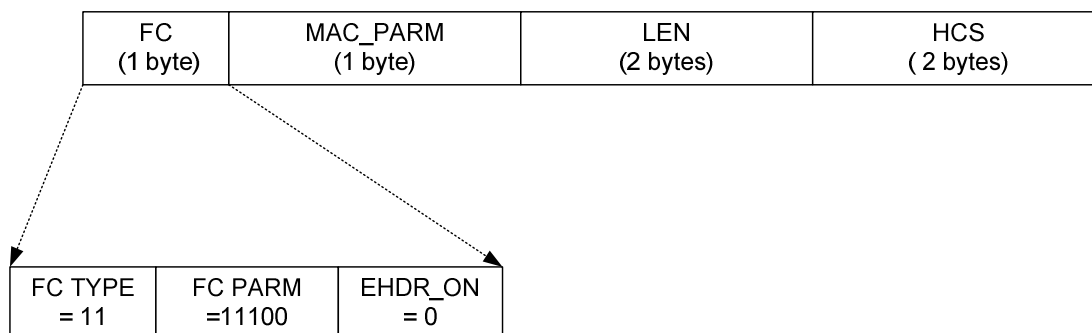 FC
(1 byte)
MAC_PARM
(1 byte)
LEN
(2 bytes)
HCS
( 2 bytes)
FC TYPE
= 11
FC PARM
=11100
EHDR_ON
= 0